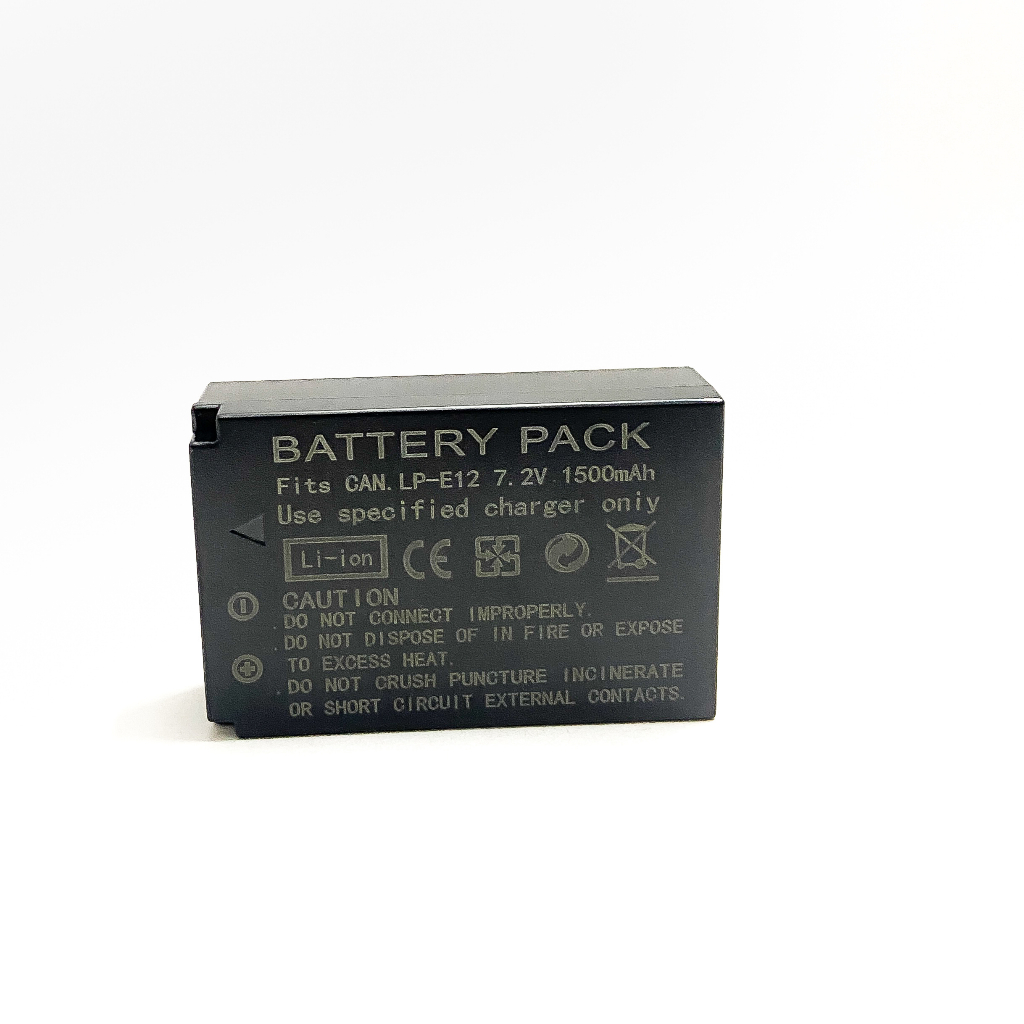 BATTERY PACK
Fits CAN. LP-E12 7.2V 1500mAh
Use specified charger oniy
Li-ion CE
CAUTION
.DO NOT CONNECT IMPROPERLY.
.DO NOT DISPOSE OF IN FIRE OR EXPOSE
TO EXCESS HEAT.
.DO NOT CRUSH PUNCTURE INCINERATE
OR SHORT CIRCUIT EXTERNAL CONTACTS.